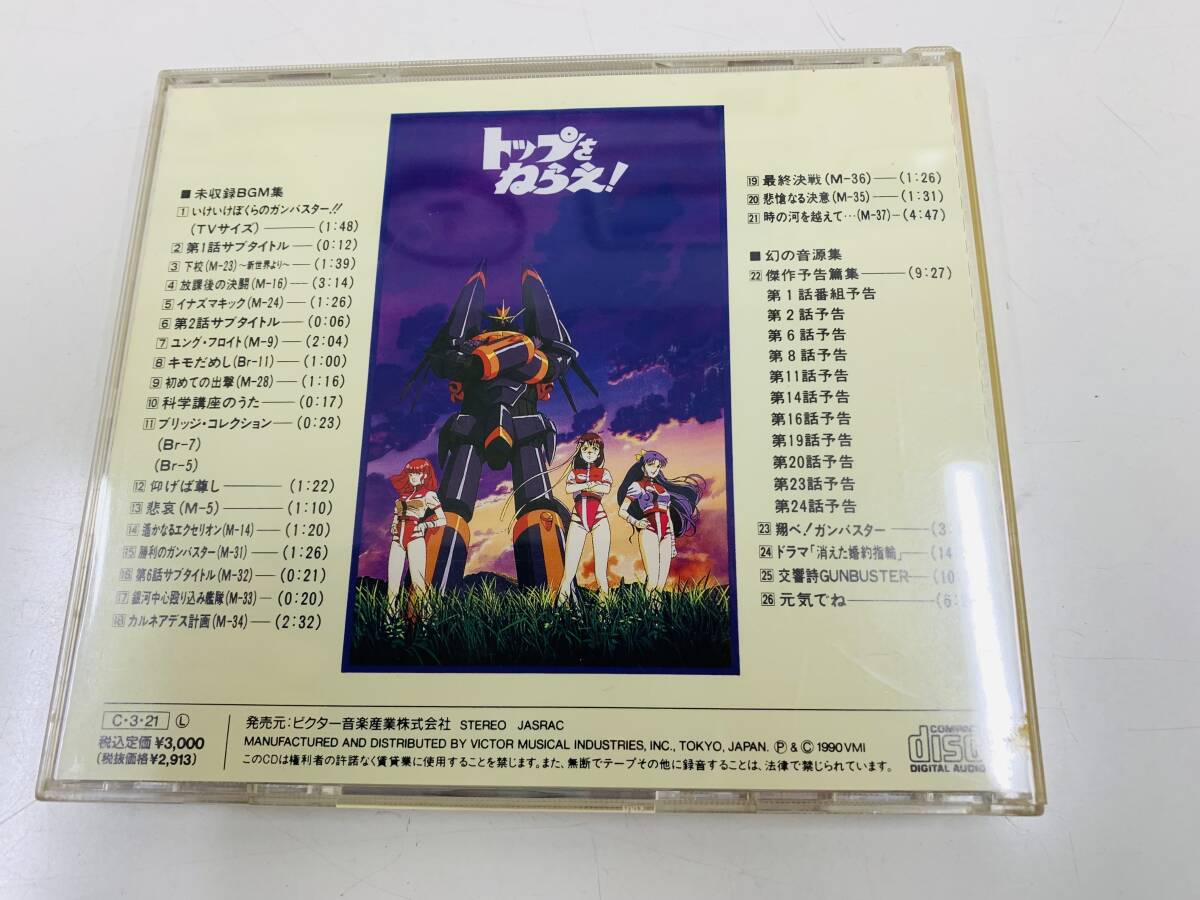 トップを
ねらえ!
■ 未収録BGM集
1 いけいけぼくらのガンバスター!!
(TVサイズ) (1:48)
2 第1話サブタイトル (0:12)
3 下校(M-23)~新世界より~ (1:39)
4 放課後の決闘(M-16) (3:14)
5 イナズマキック(M-24) (1:26)
6 第2話サブタイトル (0:06)
7 ユング・フロイト(M-9) (2:04)
8 キモだめし(Br-11) (1:00)
9 初めての出撃(M-28) (1:16)
10 科学講座のうた (0:17)
11 ブリッジ・コレクション (0:23)
(Br-7)
(Br-5)
12 仰げば尊し (1:22)
13 悲哀(M-5) (1:10)
14 遥かなるエクセリオン(M-14) (1:20)
15 勝利のガンバスター(M-31) (1:26)
16 第6話サブタイトル(M-32) (0:21)
17 銀河中心殴り込み艦隊(M-33) (0:20)
18 カルネアデス計画(M-34) (2:32)
19 最終決戦(M-36) (1:26)
20 悲愴なる決意(M-35) (1:31)
21 時の河を越えて…(M-37) (4:47)
■ 幻の音源集
22 傑作予告篇集 (9:27)
第1話番組予告
第2話予告
第6話予告
第8話予告
第11話予告
第14話予告
第16話予告
第19話予告
第20話予告
第23話予告
第24話予告
23 翔べ!ガンバスター (3:
24 ドラマ「消えた婚約指輪」 (14
25 交響詩GUNBUSTER (10
26 元気でね (6:
C・3・21 Ⓛ
税込定価¥3,000
(税抜価格¥2,913)
発売元:ビクター音楽産業株式会社 STEREO JASRAC
MANUFACTURED AND DISTRIBUTED BY VICTOR MUSICAL INDUSTRIES, INC., TOKYO, JAPAN. Ⓟ & Ⓒ 1990 VMI
このCDは権利者の許諾なく賃貸業に使用することを禁じます。また、無断でテープその他に録音することは、法律で禁じられています。
COMPACT
disc
DIGITAL AUDIO